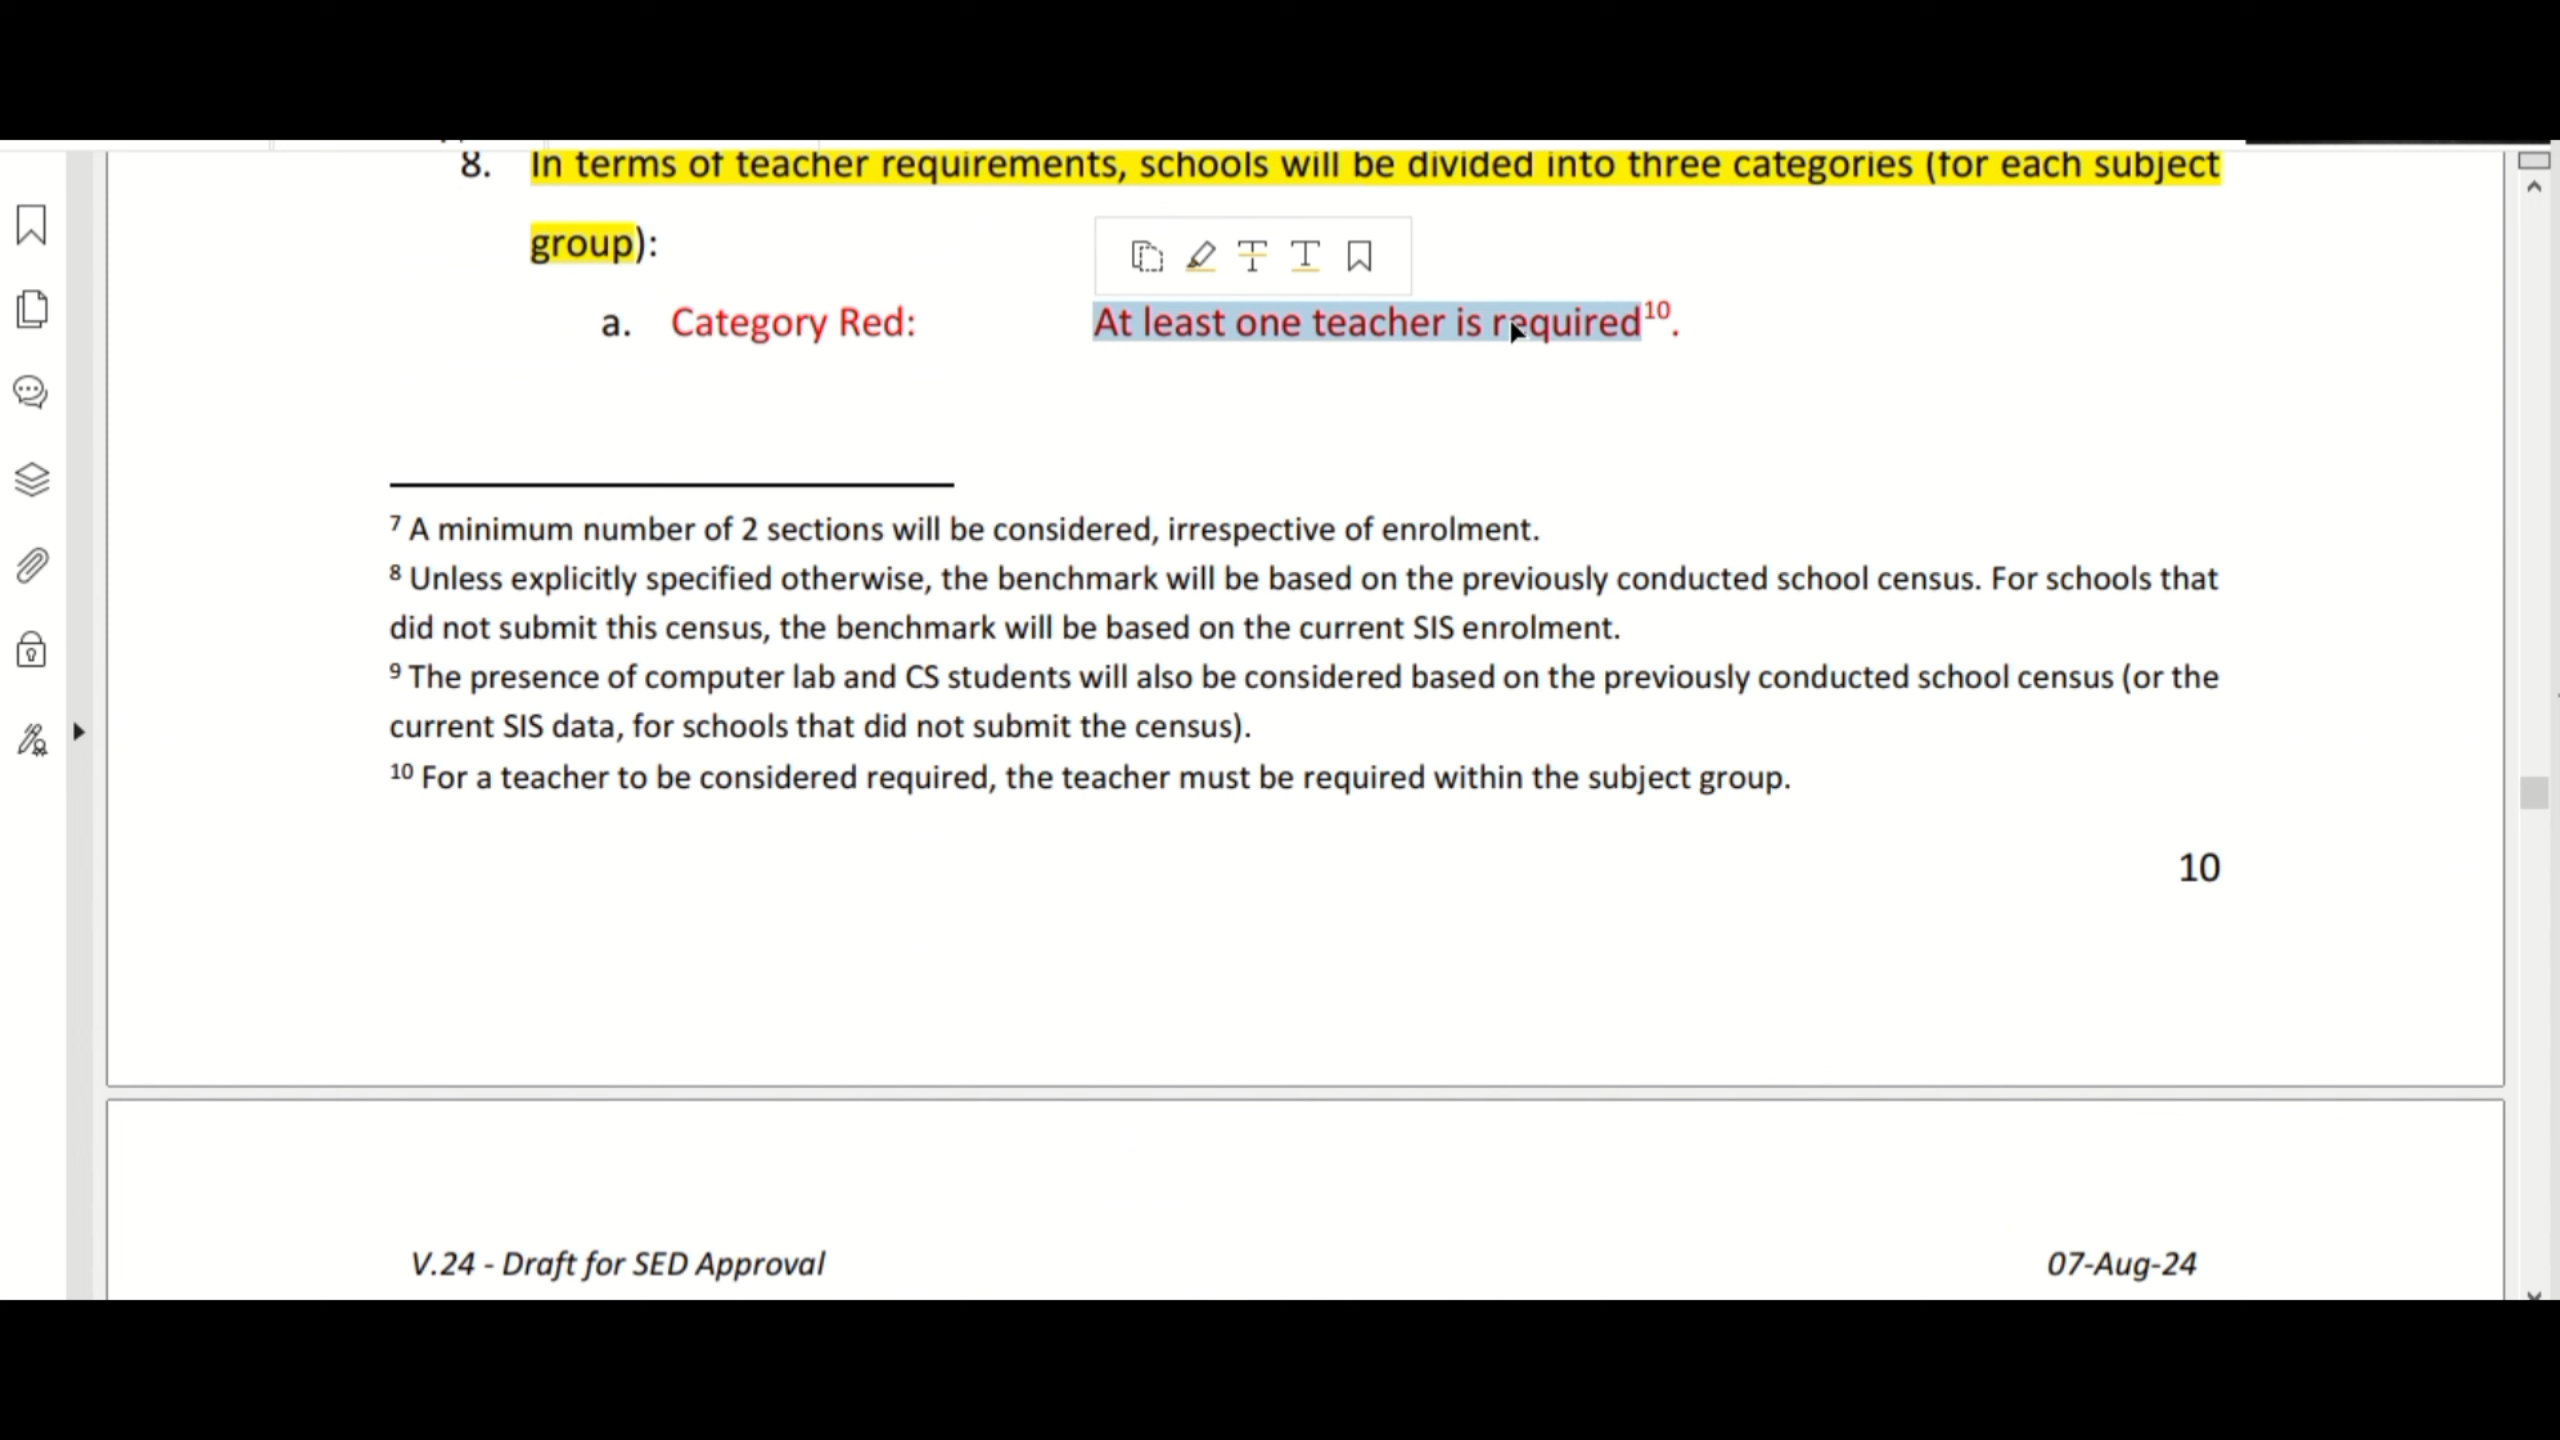 8. In terms of teacher requirements, schools will be divided into three categories (for each subject
group):
a. Category Red: At least one teacher is required¹⁰.
⁷ A minimum number of 2 sections will be considered, irrespective of enrolment.
⁸ Unless explicitly specified otherwise, the benchmark will be based on the previously conducted school census. For schools that
did not submit this census, the benchmark will be based on the current SIS enrolment.
⁹ The presence of computer lab and CS students will also be considered based on the previously conducted school census (or the
current SIS data, for schools that did not submit the census).
¹⁰ For a teacher to be considered required, the teacher must be required within the subject group.
10
V.24 - Draft for SED Approval 07-Aug-24